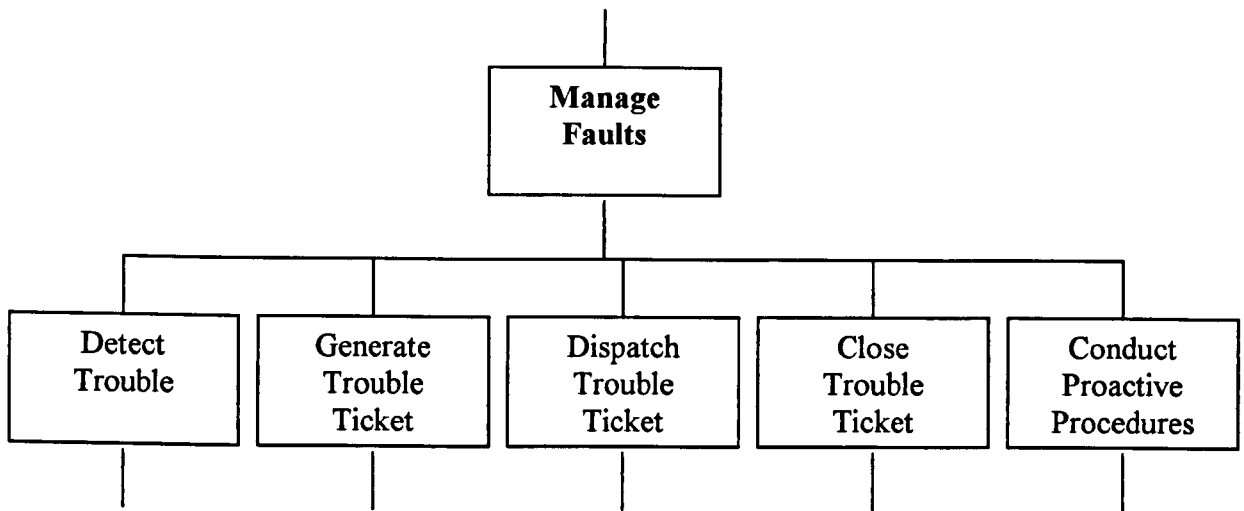 Manage
Faults
Detect
Trouble
Generate
Trouble
Ticket
Dispatch
Trouble
Ticket
Close
Trouble
Ticket
Conduct
Proactive
Procedures